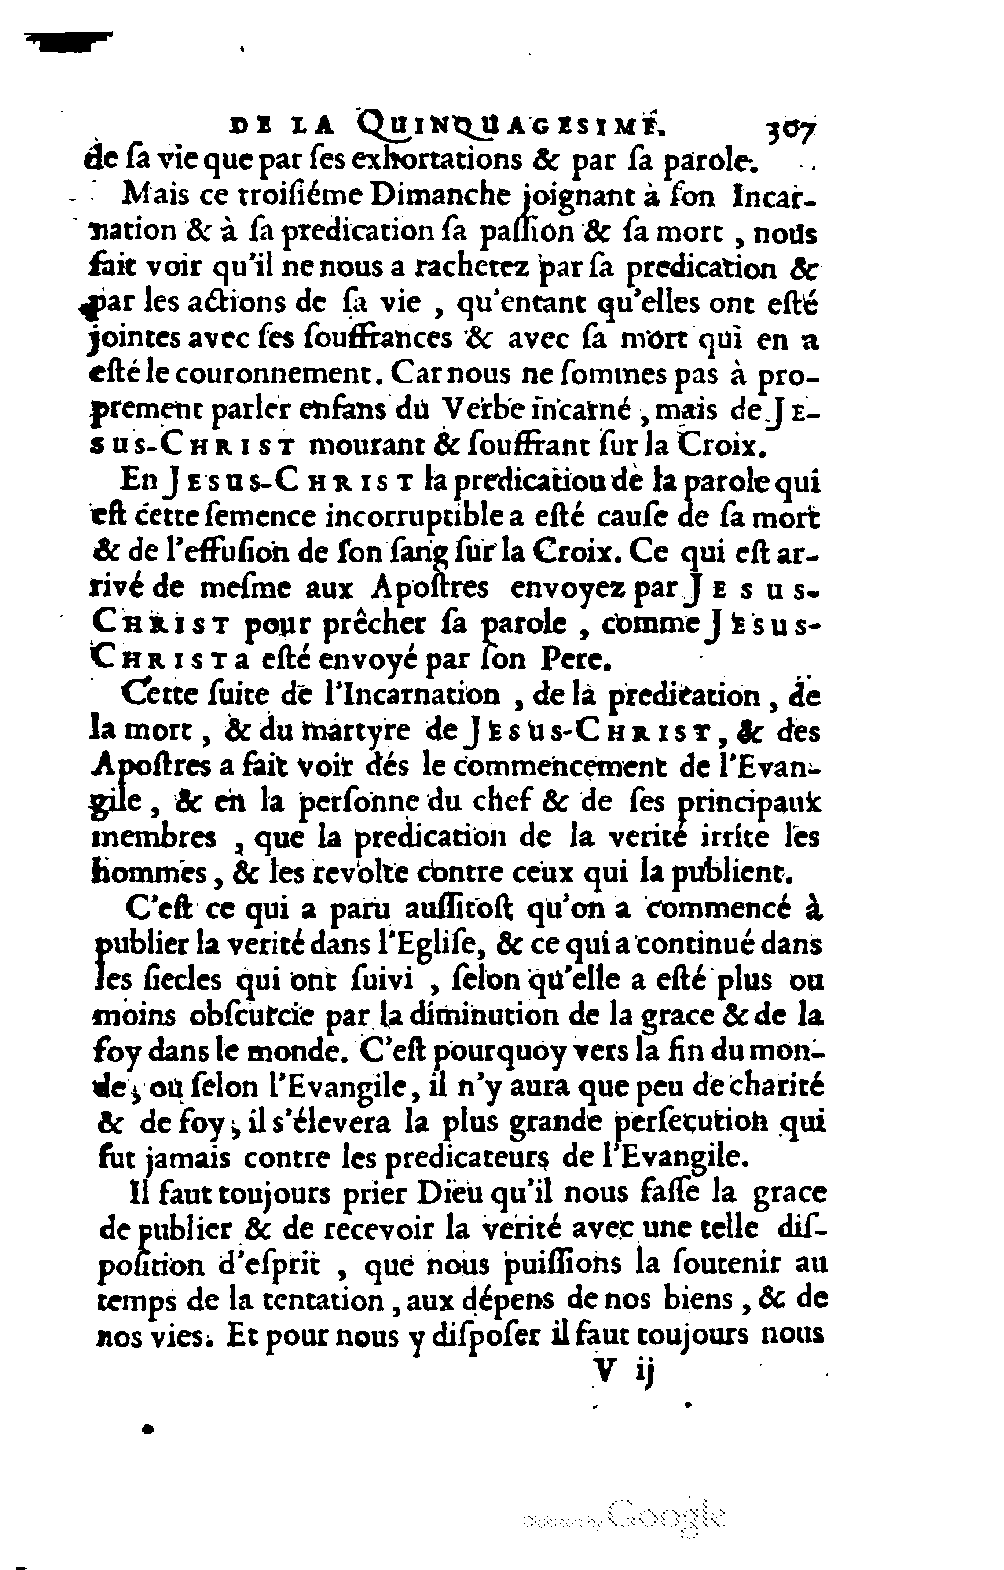 DE LA QUINQUAGESIME. 307
de ſa vie que par ſes exhortations & par ſa parole.
Mais ce troiſiéme Dimanche joignant à ſon Incar-
nation & à ſa predication ſa paſſion & ſa mort , nous
fait voir qu'il ne nous a rachetez par ſa predication &
par les actions de ſa vie , qu'entant qu'elles ont eſté
jointes avec ſes ſouffrances & avec ſa mort qui en a
eſté le couronnement. Car nous ne ſommes pas à pro-
prement parler enfans du Verbe incarné , mais de JE-
SUS-CHRIST mourant & ſouffrant ſur la Croix.
En JESUS-CHRIST la predication de la parole qui
eſt cette ſemence incorruptible a eſté cauſe de ſa mort
& de l'effuſion de ſon ſang ſur la Croix. Ce qui eſt ar-
rivé de meſme aux Apoſtres envoyez par JESUS-
CHRIST pour prêcher ſa parole , comme JESUS-
CHRIST a eſté envoyé par ſon Pere.
Cette ſuite de l'Incarnation , de la predication , de
la mort , & du martyre de JESUS-CHRIST, & des
Apoſtres a fait voir dés le commencement de l'Evan-
gile , & en la perſonne du chef & de ſes principaux
membres , que la predication de la verité irrite les
hommes , & les revolte contre ceux qui la publient.
C'eſt ce qui a paru auſſitoſt qu'on a commencé à
publier la verité dans l'Egliſe, & ce qui a continué dans
les ſiecles qui ont ſuivi , ſelon qu'elle a eſté plus ou
moins obſcurcie par la diminution de la grace & de la
foy dans le monde. C'eſt pourquoy vers la fin du mon-
de, où ſelon l'Evangile, il n'y aura que peu de charité
& de foy, il s'élevera la plus grande perſecution qui
fut jamais contre les predicateurs de l'Evangile.
Il faut toujours prier Dieu qu'il nous faſſe la grace
de publier & de recevoir la verité avec une telle diſ-
poſition d'eſprit , que nous puiſſions la ſoutenir au
temps de la tentation , aux dépens de nos biens , & de
nos vies. Et pour nous y diſpoſer il faut toujours nous
V ij
Digitized by Google